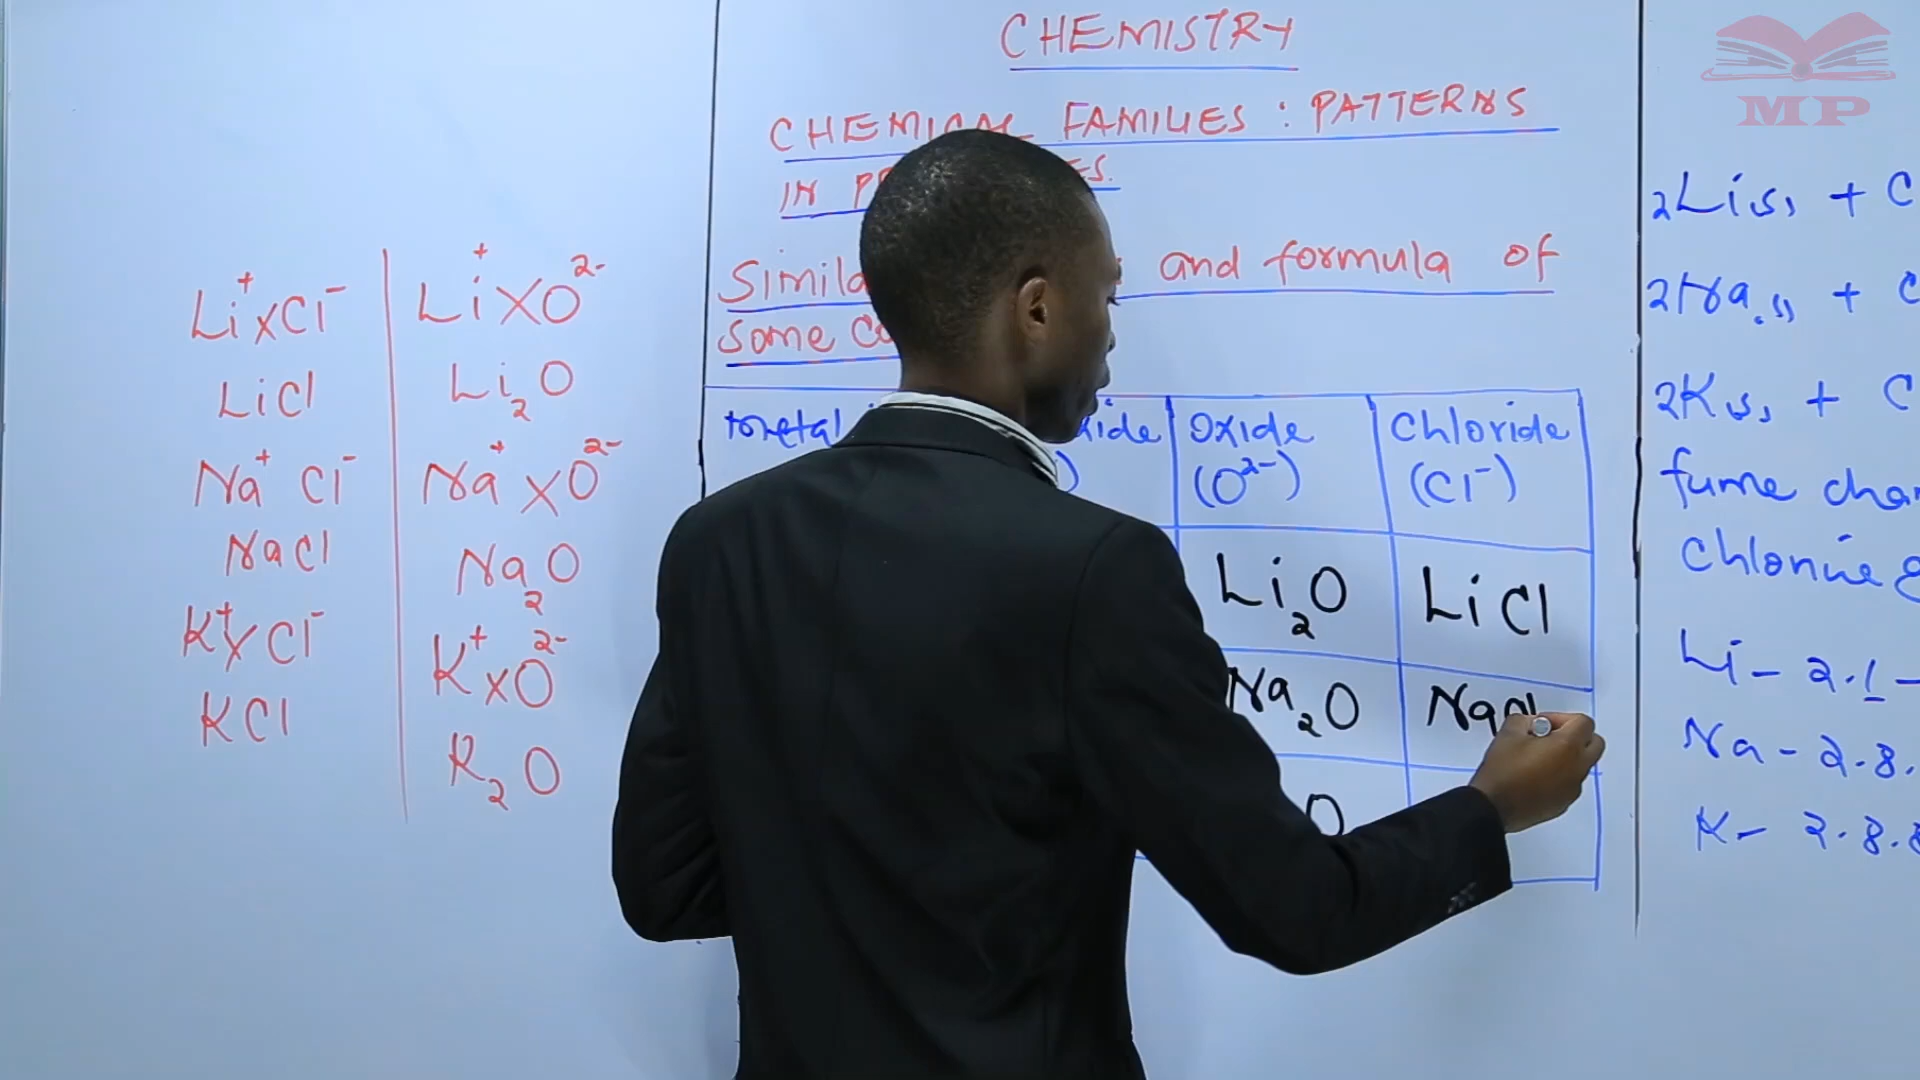 CHEMISTRY
CHEMICAL FAMILIES : PATTERNS
IN
and formula of
some
Li⁺xCl⁻
LiCl
Na⁺ Cl⁻
NaCl
K⁺xCl⁻
KCl
Li⁺xO²⁻
Li₂O
Na⁺xO²⁻
Na₂O
K⁺xO²⁻
K₂O
Oxide
(O²⁻)
Chloride
(Cl⁻)
Li₂O
LiCl
Na₂O
NaCl
O
2Li(s) + C
2Na(s) + C
2K(s) + C
fume
Chlorine
Li - 2.1 -
Na - 2.8.
K - 2.8.8
MP